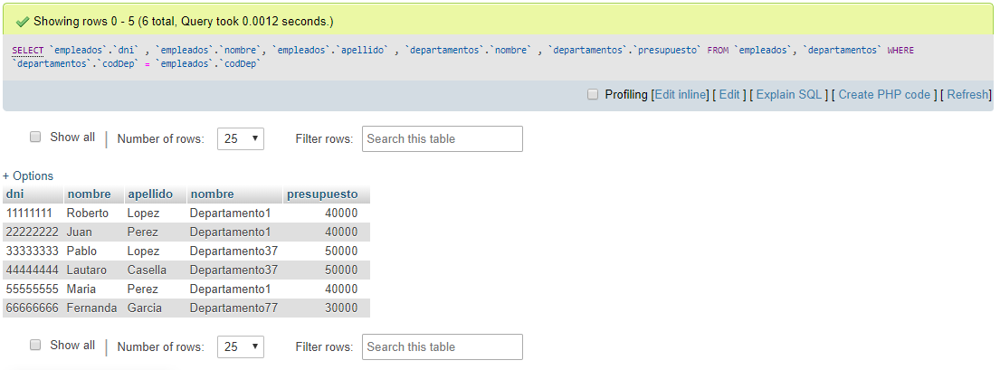 Showing rows 0 - 5 (6 total, Query took 0.0012 seconds.)
SELECT `empleados`.`dni` , `empleados`.`nombre`, `empleados`.`apellido` , `departamentos`.`nombre` , `departamentos`.`presupuesto` FROM `empleados`, `departamentos` WHERE
`departamentos`.`codDep` = `empleados`.`codDep`
Profiling [Edit inline] [ Edit ] [ Explain SQL ] [ Create PHP code ] [ Refresh]
Show all | Number of rows: 25 Filter rows: Search this table
+ Options
dni nombre apellido nombre presupuesto
11111111 Roberto Lopez Departamento1 40000
22222222 Juan Perez Departamento1 40000
33333333 Pablo Lopez Departamento37 50000
44444444 Lautaro Casella Departamento37 50000
55555555 Maria Perez Departamento1 40000
66666666 Fernanda Garcia Departamento77 30000
Show all | Number of rows: 25 Filter rows: Search this table